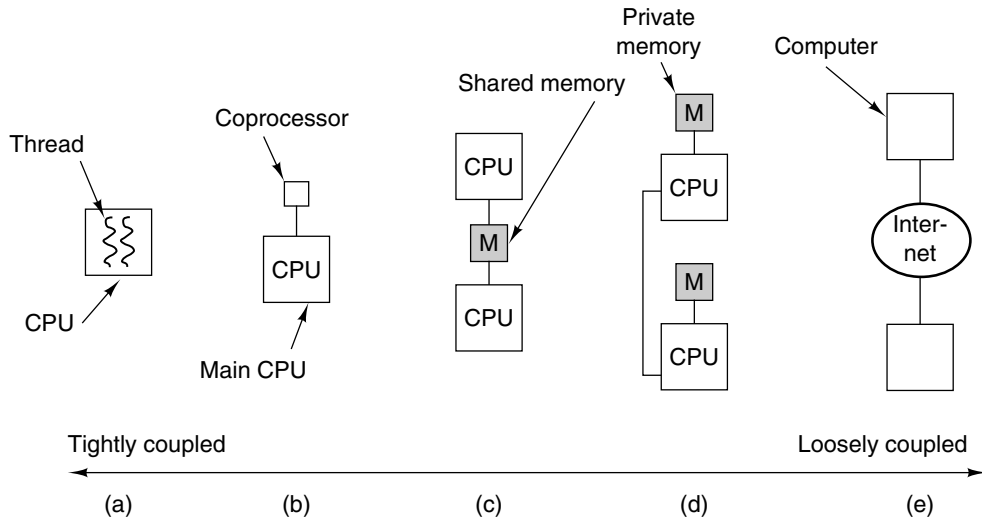 Private
memory
Computer
Shared memory
Coprocessor
Thread
M
CPU
CPU
CPU
Inter-
net
M
CPU
M
CPU
CPU
CPU
Main CPU
Tightly coupled
Loosely coupled
(a)
(b)
(c)
(d)
(e)